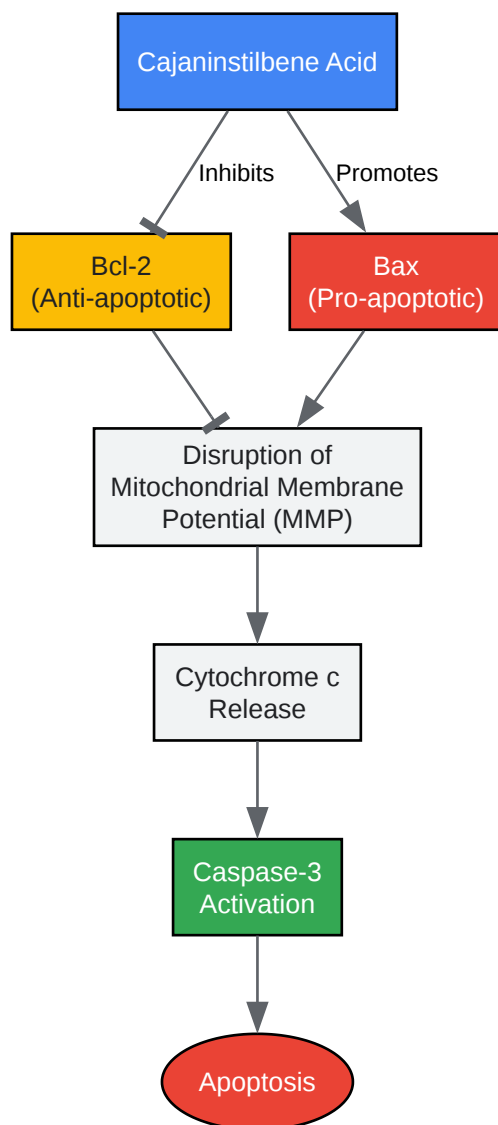 Cajaninstilbene Acid
Inhibits
Promotes
Bcl-2
(Anti-apoptotic)
Bax
(Pro-apoptotic)
Disruption of
Mitochondrial Membrane
Potential (MMP)
Cytochrome c
Release
Caspase-3
Activation
Apoptosis